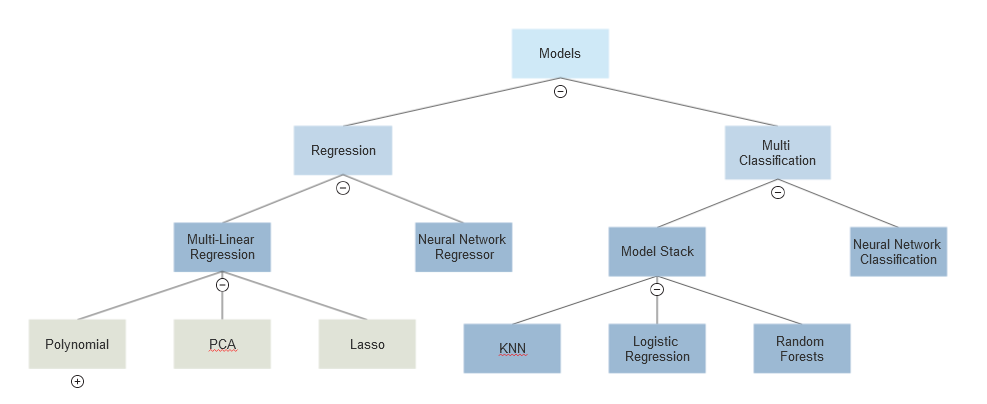 Models
Regression
Multi
Classification
Multi-Linear
Regression
Neural Network
Regressor
Model Stack
Neural Network
Classification
Polynomial
PCA
Lasso
KNN
Logistic
Regression
Random
Forests